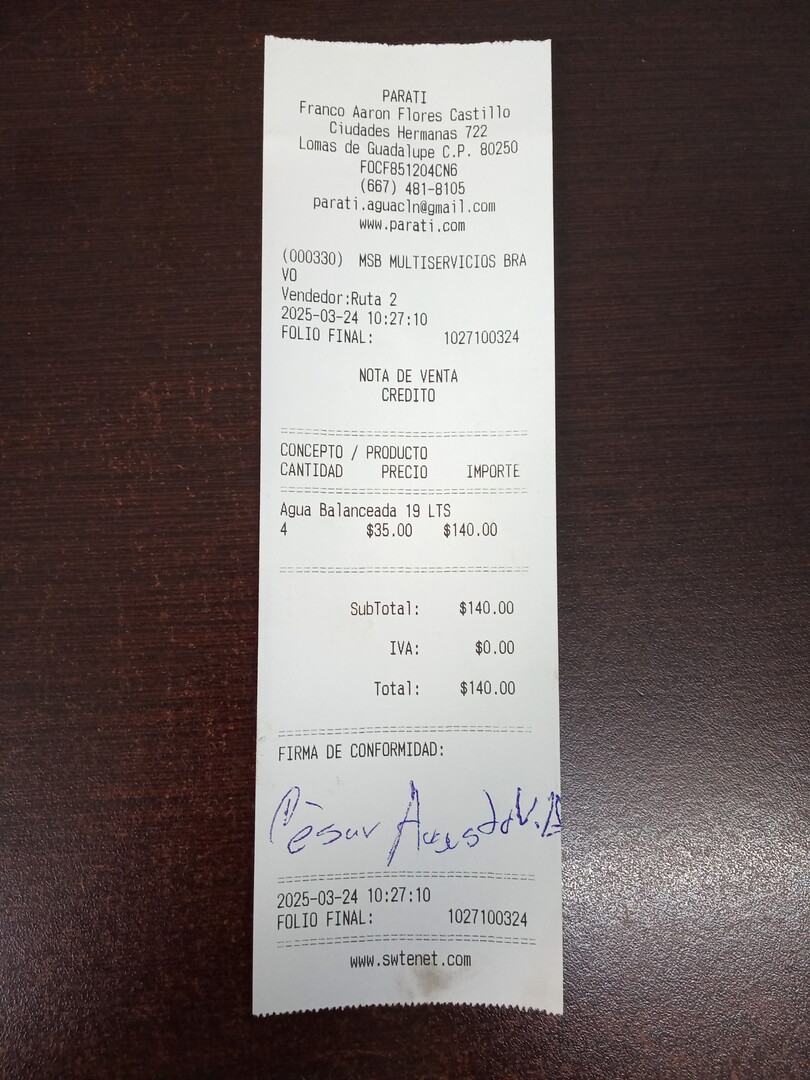 PARATI
Franco Aaron Flores Castillo
Ciudades Hermanas 722
Lomas de Guadalupe C.P. 80250
FOCF851204CN6
(667) 481-8105
parati.aguacln@gmail.com
www.parati.com
(000330) MSB MULTISERVICIOS BRA
VO
Vendedor:Ruta 2
2025-03-24 10:27:10
FOLIO FINAL: 1027100324
NOTA DE VENTA
CREDITO
CONCEPTO / PRODUCTO
CANTIDAD PRECIO IMPORTE
Agua Balanceada 19 LTS
4 $35.00 $140.00
SubTotal: $140.00
IVA: $0.00
Total: $140.00
FIRMA DE CONFORMIDAD:
Cèsar
2025-03-24 10:27:10
FOLIO FINAL: 1027100324
www.swtenet.com